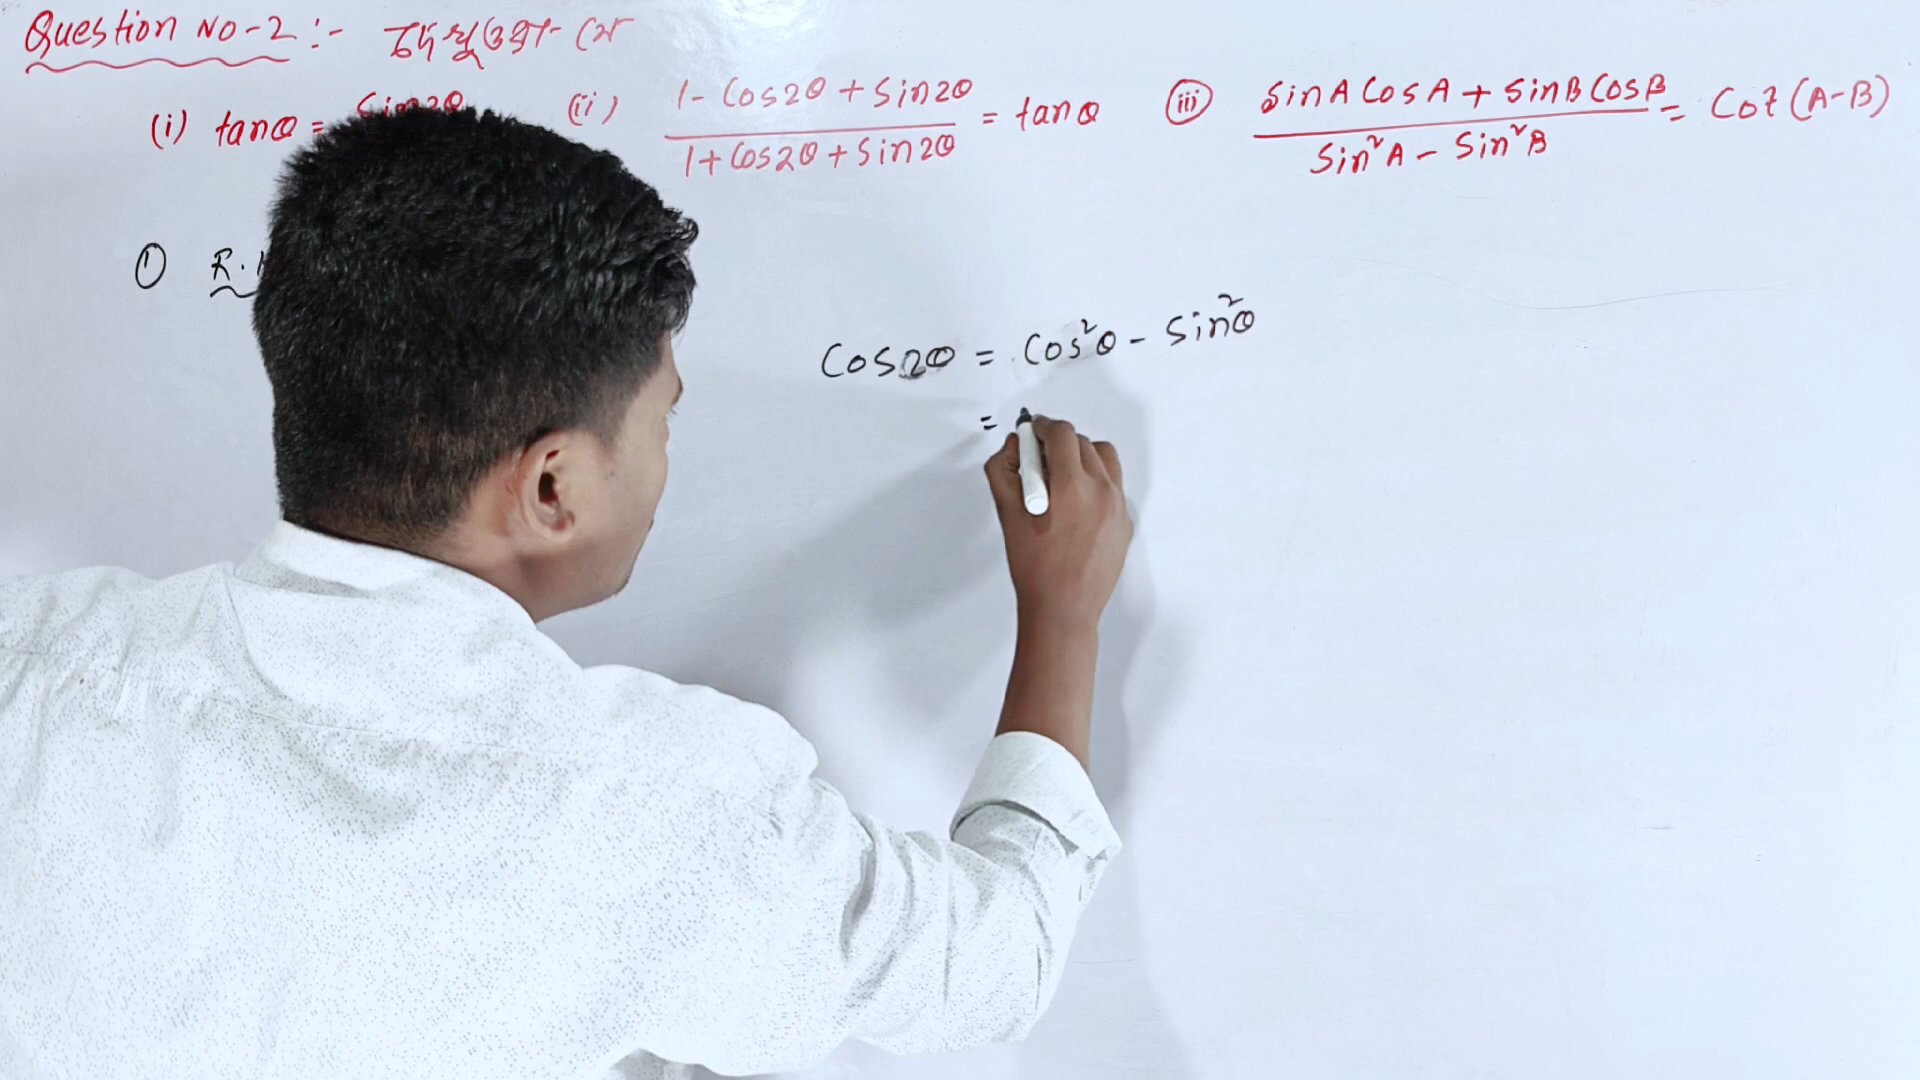 Question No-2 :- দেখাও যে
(i) tanθ = Sin2θ (ii) 1 - Cos2θ + Sin2θ / 1 + Cos2θ + Sin2θ = tanθ (iii) SinA CosA + SinB CosB / Sin²A - Sin²B = Cot (A-B)
① R.H
Cos2θ = Cos²θ - Sin²θ
=